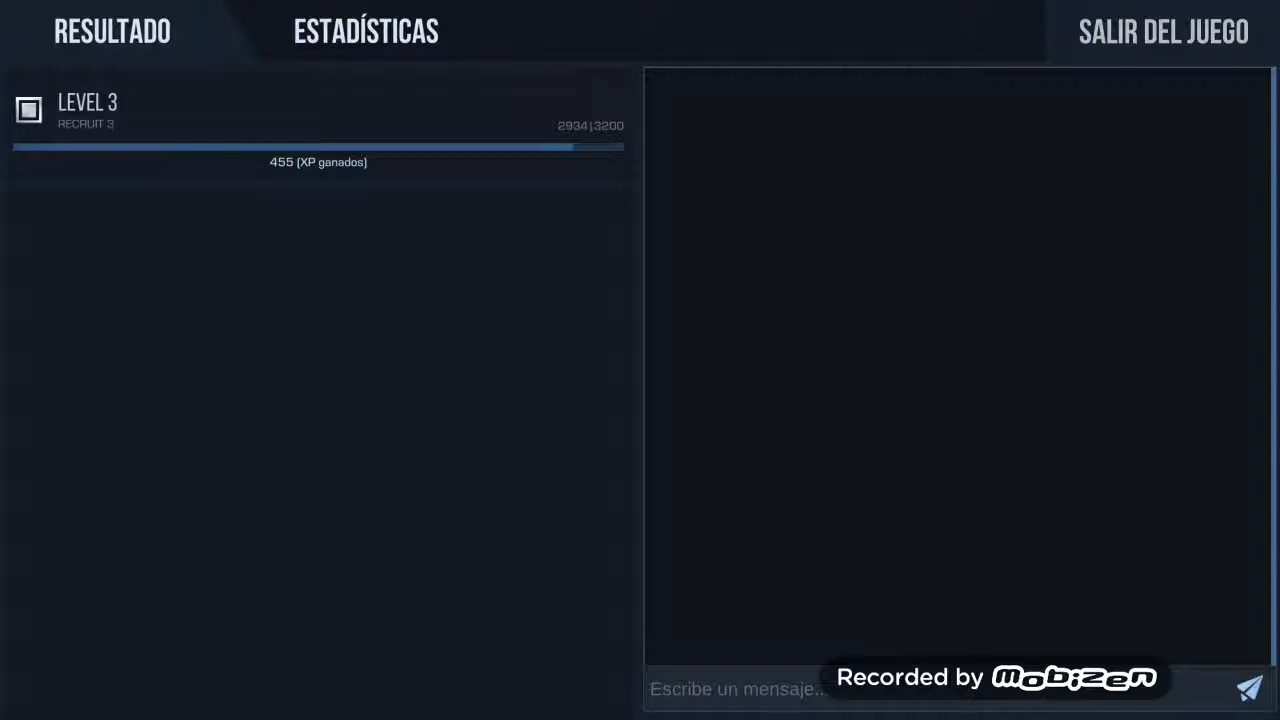 RESULTADO
ESTADÍSTICAS
SALIR DEL JUEGO
LEVEL 3
RECRUIT 3
2934|3200
455 (XP ganados)
Escribe un mensaje..
Recorded by mobizen